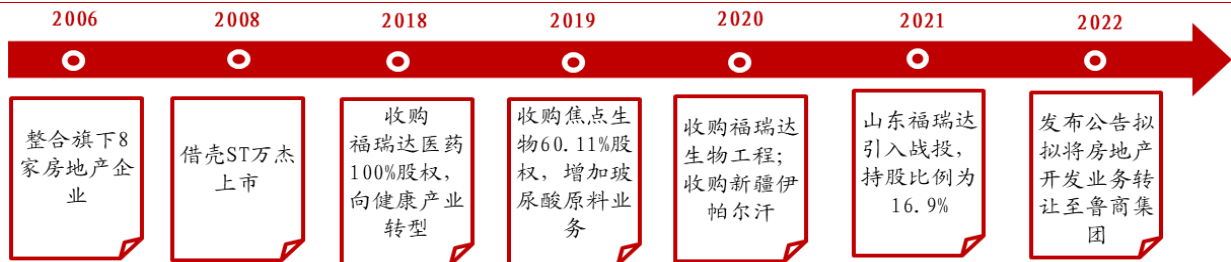 2006
2008
2018
2019
2020
2021
2022
整合旗下8
家房地产企
业
借壳ST万杰
上市
收购
福瑞达医药
100%股权，
向健康产业
转型
收购焦点生
物60.11%股
权，增加玻
尿酸原料业
务
收购福瑞达
生物工程；
收购新疆伊
帕尔汗
山东福瑞达
引入战投，
持股比例为
16.9%
发布公告拟
拟将房地产
开发业务转
让至鲁商集
团